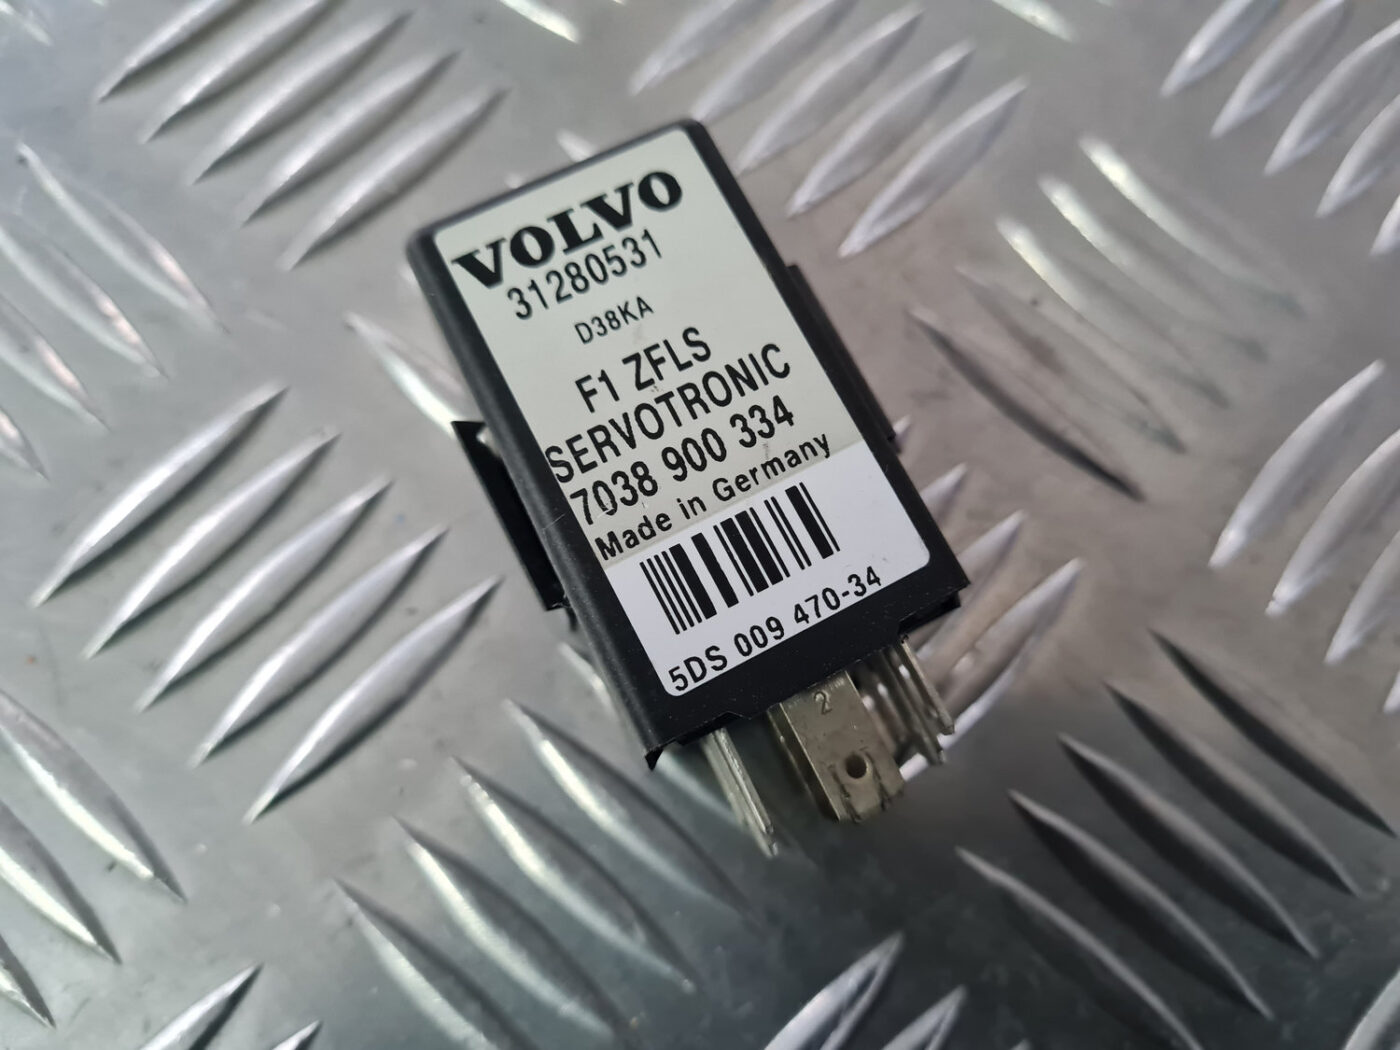 VOLVO
31280531
D38KA
F1 ZFLS
SERVOTRONIC
7038 900 334
Made in Germany
5DS 009 470-34
2